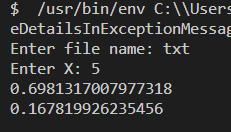 $ /usr/bin/env C:\\Users
eDetailsInExceptionMessag
Enter file name: txt
Enter X: 5
0.6981317007977318
0.167819926235456